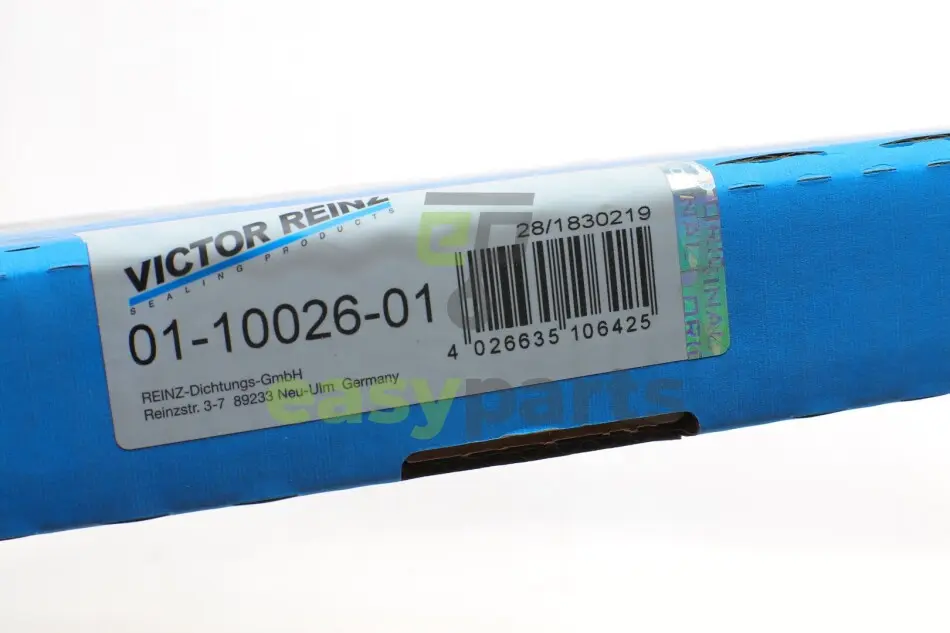 VICTOR REINZ
SEALING PRODUCTS
01-10026-01
REINZ-Dichtungs-GmbH
Reinzstr. 3-7 89233 Neu-Ulm Germany
28/1830219
4 026635 106425
easyparts